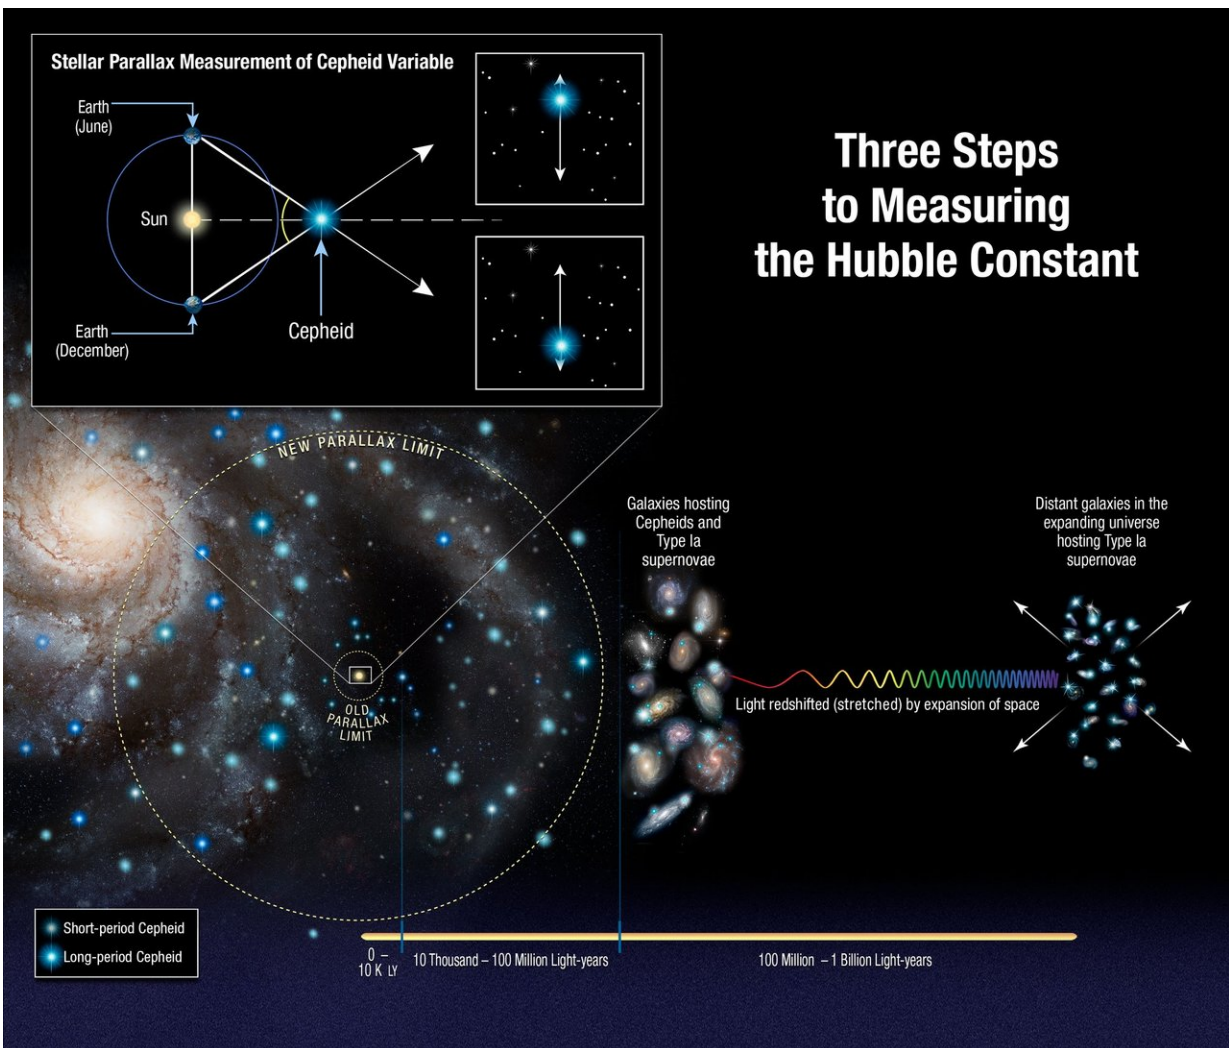 Stellar Parallax Measurement of Cepheid Variable
Earth
(June)
Sun
Earth
(December)
Cepheid
Three Steps
to Measuring
the Hubble Constant
NEW PARALLAX LIMIT
OLD
PARALLAX
LIMIT
Galaxies hosting
Cepheids and
Type Ia
supernovae
Light redshifted (stretched) by expansion of space
Distant galaxies in the
expanding universe
hosting Type Ia
supernovae
Short-period Cepheid
Long-period Cepheid
0 –
10 K LY
10 Thousand – 100 Million Light-years
100 Million – 1 Billion Light-years